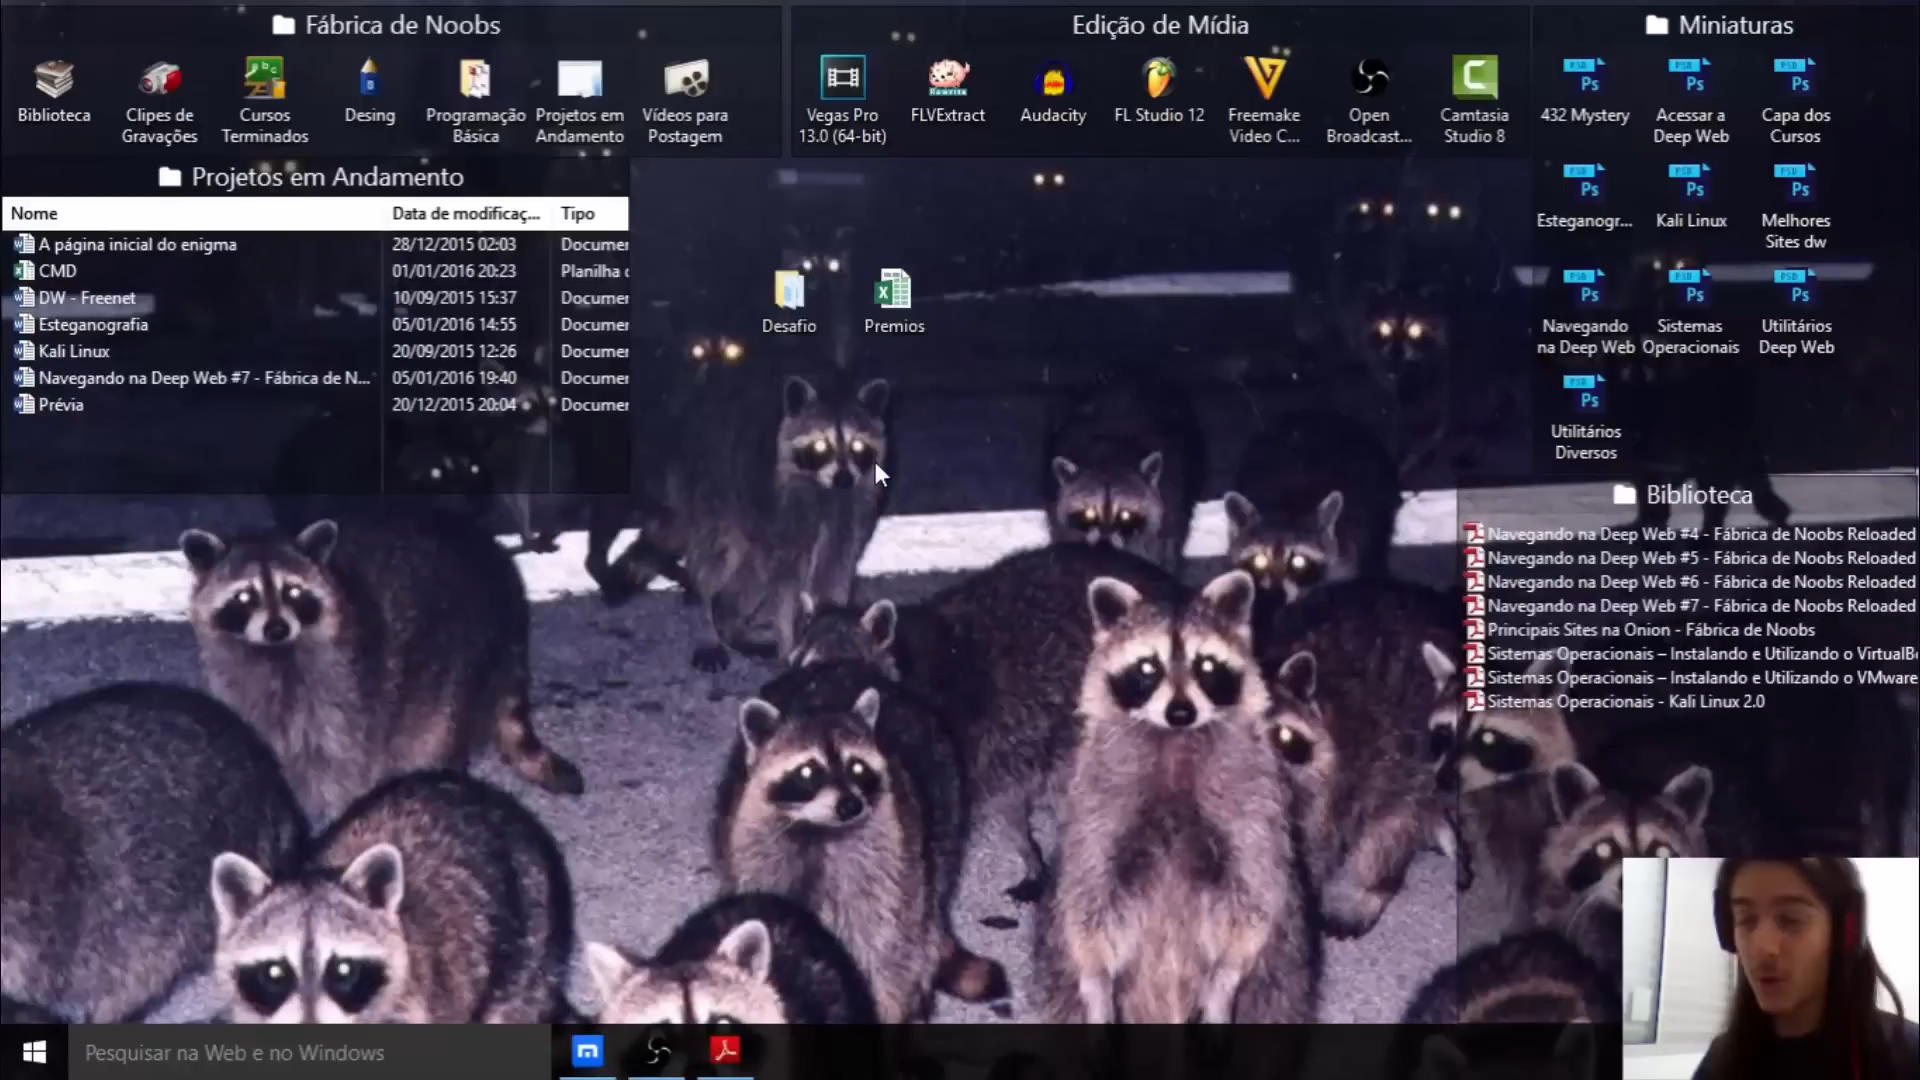 Fábrica de Noobs
Biblioteca
Clipes de
Gravações
Cursos
Terminados
Desing
Programação
Básica
Projetos em
Andamento
Vídeos para
Postagem
Edição de Mídia
Vegas Pro
13.0 (64-bit)
FLVExtract
Audacity
FL Studio 12
Freemake
Video C...
Open
Broadcast...
Camtasia
Studio 8
Miniaturas
432 Mystery
Acessar a
Deep Web
Capa dos
Cursos
Esteganogr...
Kali Linux
Melhores
Sites dw
Navegando
na Deep Web
Sistemas
Operacionais
Utilitários
Deep Web
Utilitários
Diversos
Projetos em Andamento
Nome Data de modificaç... Tipo
A página inicial do enigma 28/12/2015 02:03 Documer
CMD 01/01/2016 20:23 Planilha d
DW - Freenet 10/09/2015 15:37 Documer
Esteganografia 05/01/2016 14:55 Documer
Kali Linux 20/09/2015 12:26 Documer
Navegando na Deep Web #7 - Fábrica de N... 05/01/2016 19:40 Documer
Prévia 20/12/2015 20:04 Documer
Desafio
Premios
Biblioteca
Navegando na Deep Web #4 - Fábrica de Noobs Reloaded
Navegando na Deep Web #5 - Fábrica de Noobs Reloaded
Navegando na Deep Web #6 - Fábrica de Noobs Reloaded
Navegando na Deep Web #7 - Fábrica de Noobs Reloaded
Principais Sites na Onion - Fábrica de Noobs
Sistemas Operacionais – Instalando e Utilizando o VirtualB
Sistemas Operacionais – Instalando e Utilizando o VMware
Sistemas Operacionais - Kali Linux 2.0
Pesquisar na Web e no Windows